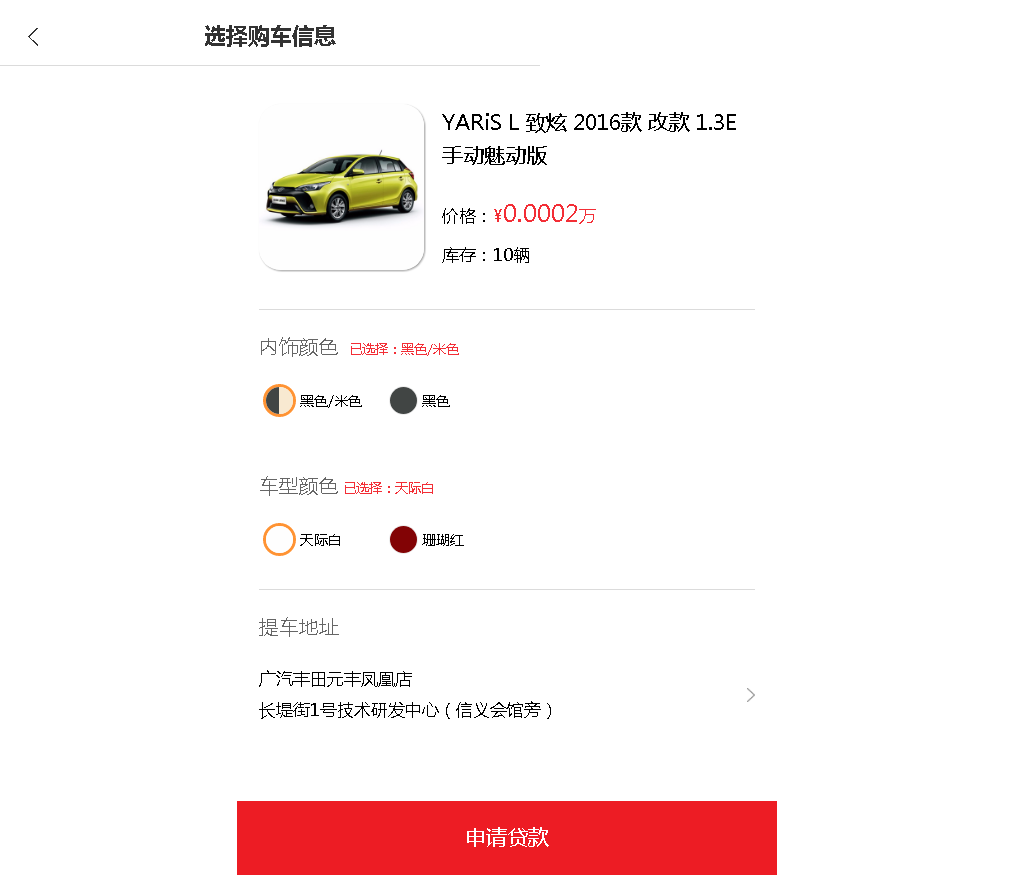 选择购车信息
YARiS L 致炫 2016款 改款 1.3E
手动魅动版
价格：¥0.0002万
库存：10辆
内饰颜色 已选择：黑色/米色
黑色/米色 黑色
车型颜色 已选择：天际白
天际白 珊瑚红
提车地址
广汽丰田元丰凤凰店
长堤街1号技术研发中心（信义会馆旁）
申请贷款